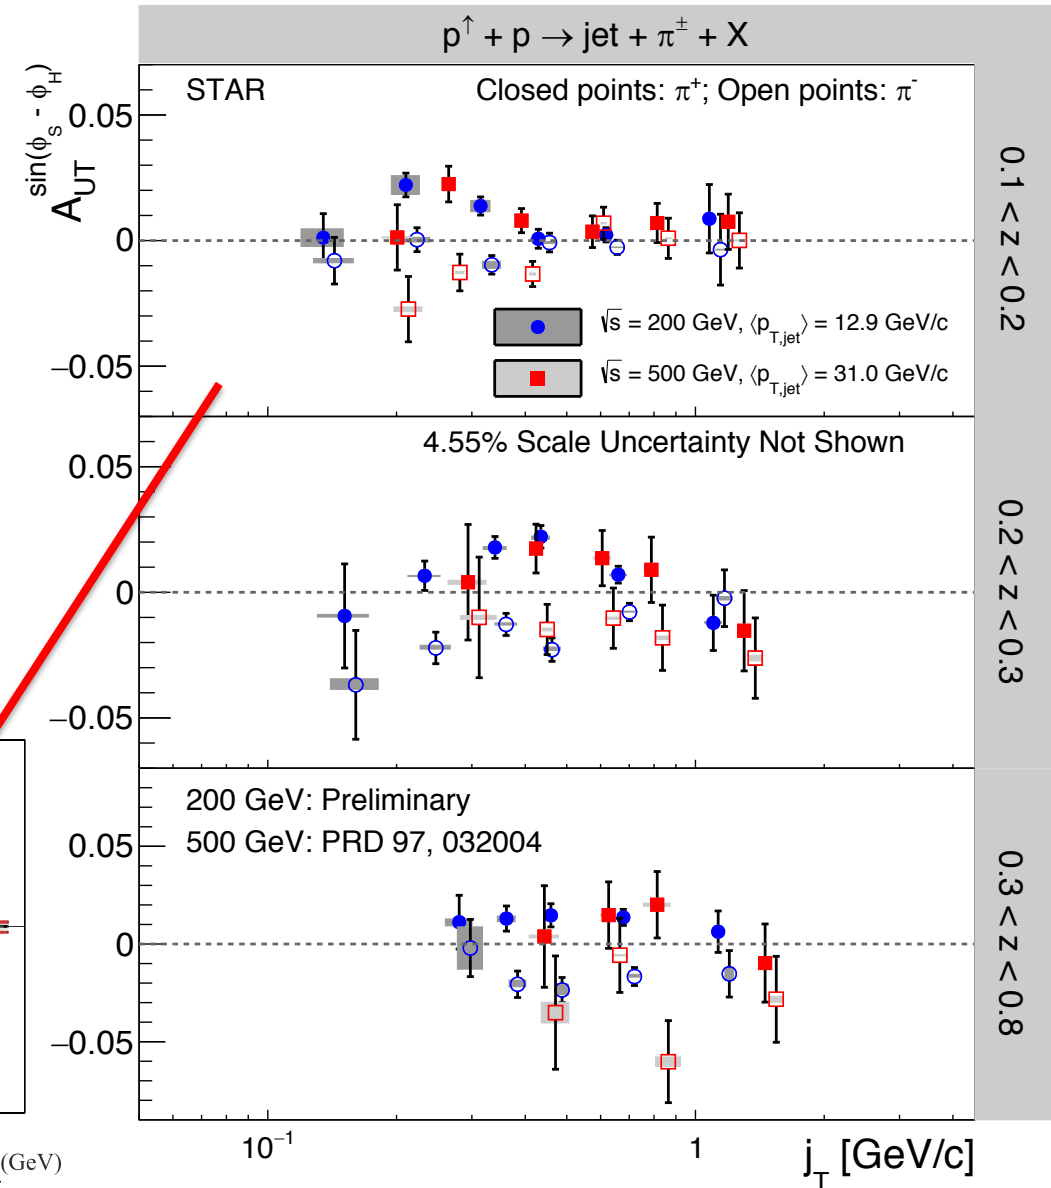 p↑ + p → jet + π± + X
A_UT^sin(φ_S - φ_H)
STAR
Closed points: π+; Open points: π-
0.05
0
−0.05
√s = 200 GeV, ⟨p_T,jet⟩ = 12.9 GeV/c
√s = 500 GeV, ⟨p_T,jet⟩ = 31.0 GeV/c
0.1 < z < 0.2
4.55% Scale Uncertainty Not Shown
0.05
0
−0.05
0.2 < z < 0.3
200 GeV: Preliminary
500 GeV: PRD 97, 032004
0.05
0
−0.05
0.3 < z < 0.8
10^−1
1
j_T [GeV/c]
(GeV)